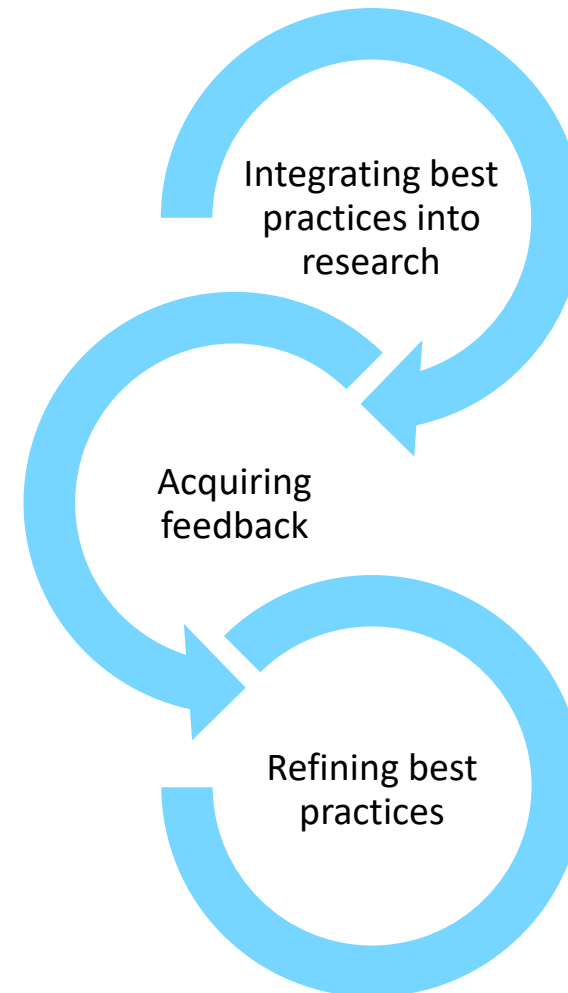 Integrating best
practices into
research
Acquiring
feedback
Refining best
practices